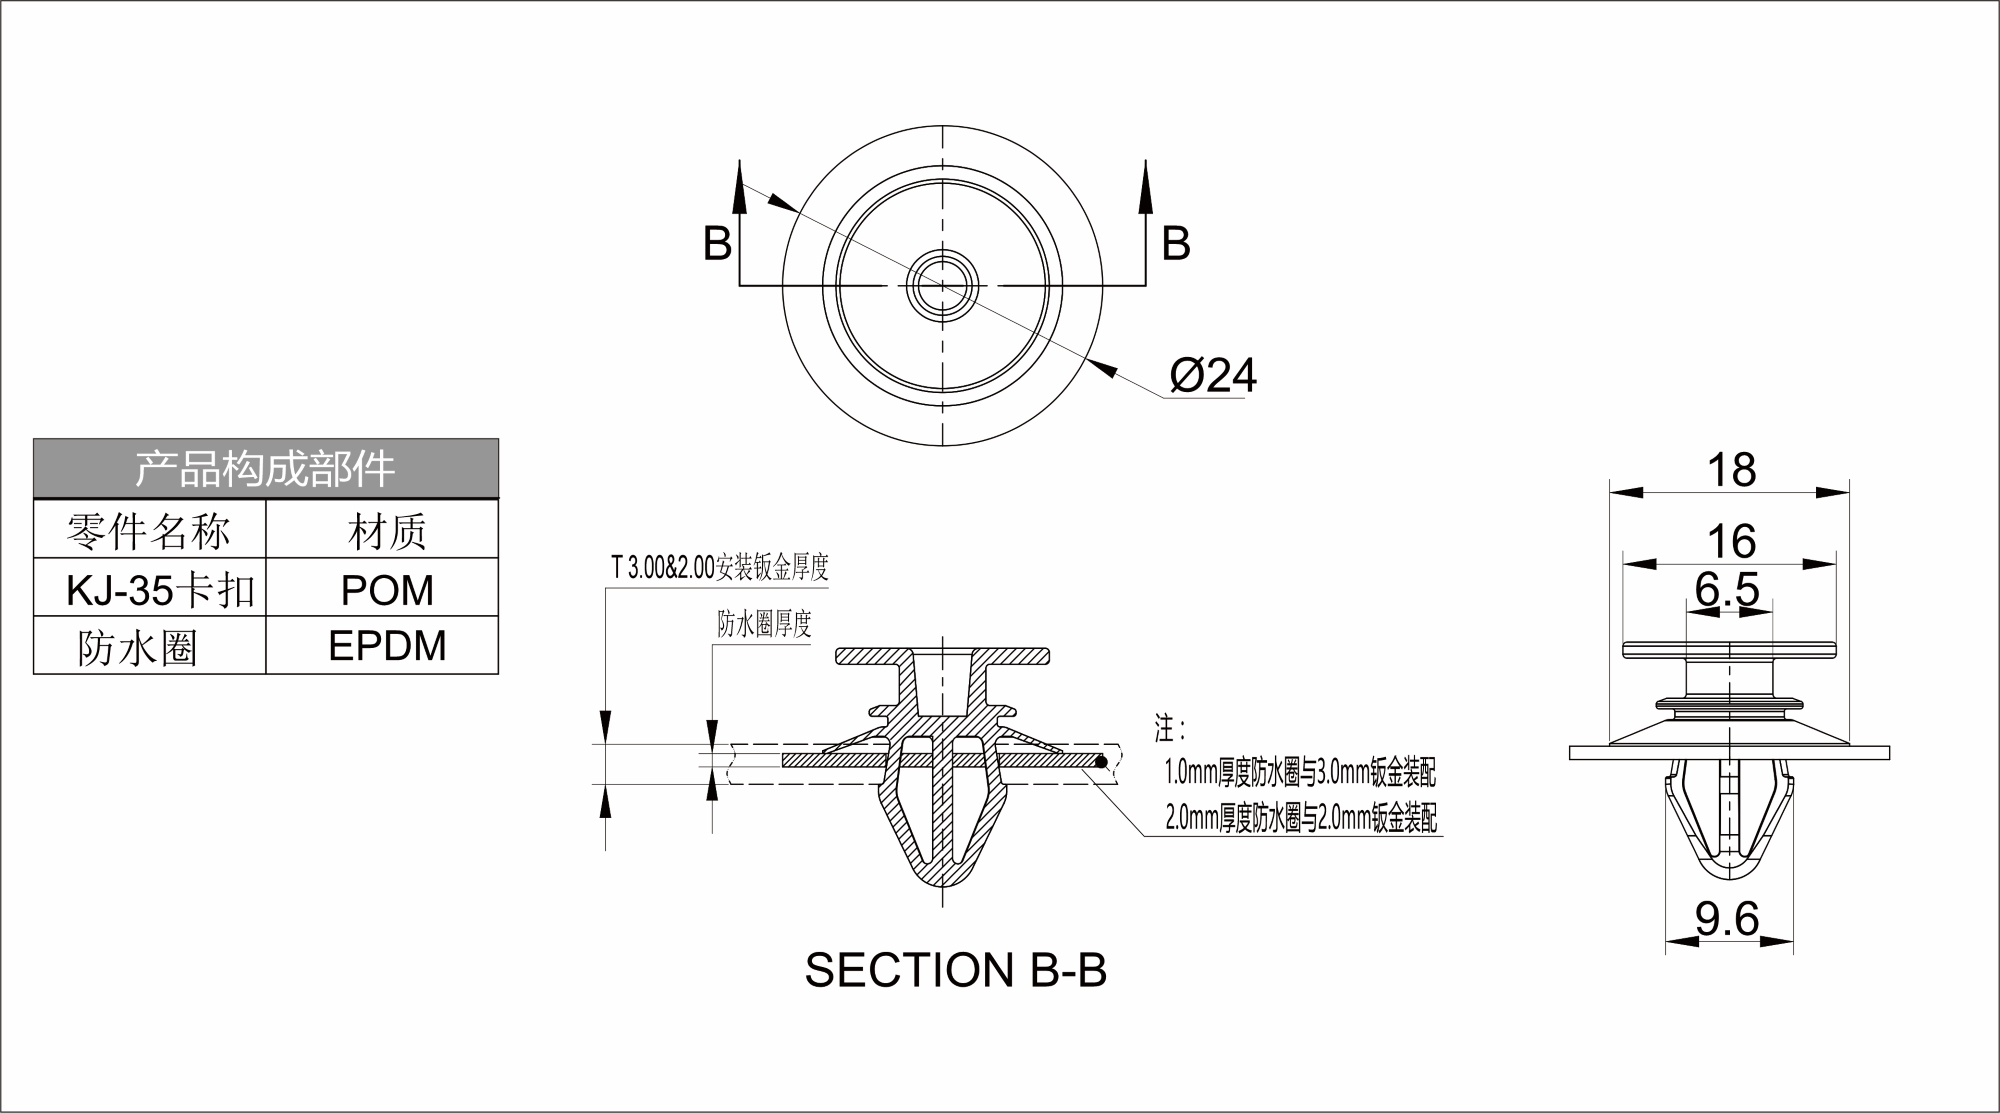 B
B
Ø24
产品构成部件
零件名称 材质
KJ-35卡扣 POM
防水圈 EPDM
T 3.00&2.00安装钣金厚度
防水圈厚度
注：
1.0mm厚度防水圈与3.0mm钣金装配
2.0mm厚度防水圈与2.0mm钣金装配
SECTION B-B
18
16
6.5
9.6